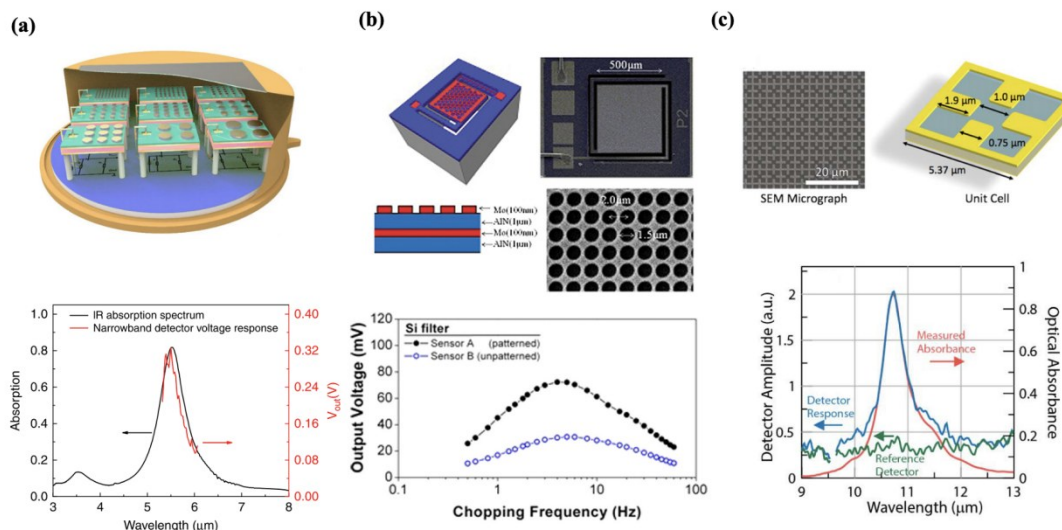 (a)
IR absorption spectrum
Narrowband detector voltage response
Absorption
1.0
0.8
0.6
0.4
0.2
0.0
0.40
0.32
0.24
0.16
0.08
0.00
V_out(V)
3 4 5 6 7 8
Wavelength (μm)
(b)
500μm
P2
Mo(100nm)
AlN(1μm)
Mo(100nm)
AlN(1μm)
2.0μm
1.5μm
Si filter
Sensor A (patterned)
Sensor B (unpatterned)
Output Voltage (mV)
120
100
80
60
40
20
0
0.1 1 10 100
Chopping Frequency (Hz)
(c)
20 μm
SEM Micrograph
1.9 μm
1.0 μm
0.75 μm
5.37 μm
Unit Cell
Detector Amplitude (a.u.)
2
1.5
1
0.5
0
Measured
Absorbance
Detector
Response
Reference
Detector
1
0.8
0.6
0.4
0.2
0
Optical Absorbance
9 10 11 12 13
Wavelength (μm)